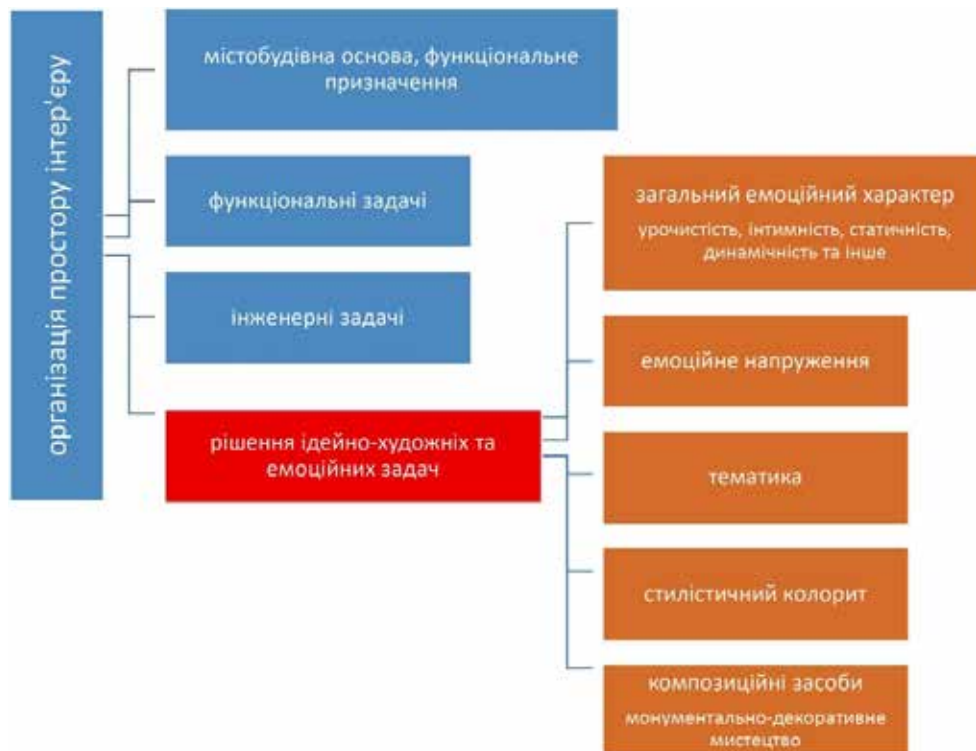 організація простору інтер'єру
містобудівна основа, функціональне
призначення
функціональні задачі
інженерні задачі
рішення ідейно-художніх та
емоційних задач
загальний емоційний характер
урочистість, інтимність, статичність,
динамічність та інше
емоційне напруження
тематика
стилістичний колорит
композиційні засоби
монументально-декоративне
мистецтво